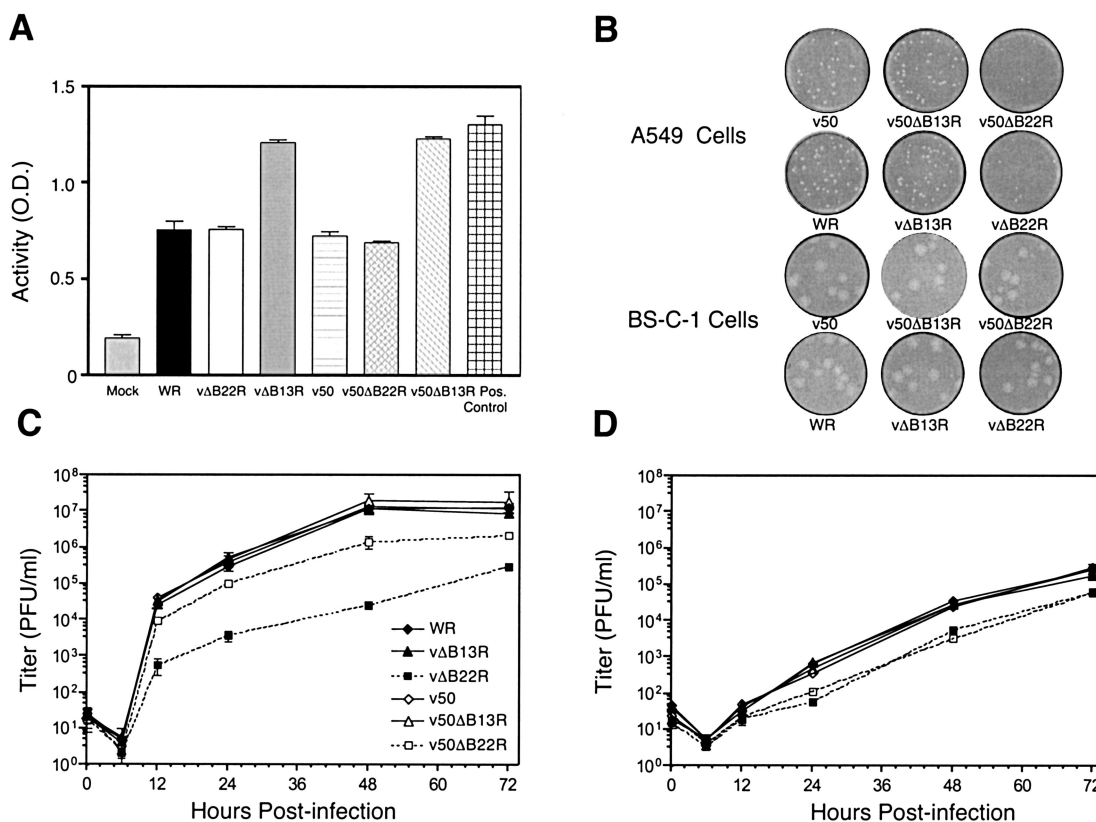 A
B
1.5
1.0
0.5
0
Activity (O.D.)
Mock
WR
vΔB22R
vΔB13R
v50
v50ΔB22R
v50ΔB13R
Pos.
Control
A549 Cells
v50
v50ΔB13R
v50ΔB22R
WR
vΔB13R
vΔB22R
BS-C-1 Cells
v50
v50ΔB13R
v50ΔB22R
WR
vΔB13R
vΔB22R
C
10⁸
10⁷
10⁶
10⁵
10⁴
10³
10²
10¹
10⁰
Titer (PFU/ml)
WR
vΔB13R
vΔB22R
v50
v50ΔB13R
v50ΔB22R
0 12 24 36 48 60 72
Hours Post-infection
D
10⁸
10⁷
10⁶
10⁵
10⁴
10³
10²
10¹
10⁰
Titer (PFU/ml)
0 12 24 36 48 60 72
Hours Post-infection